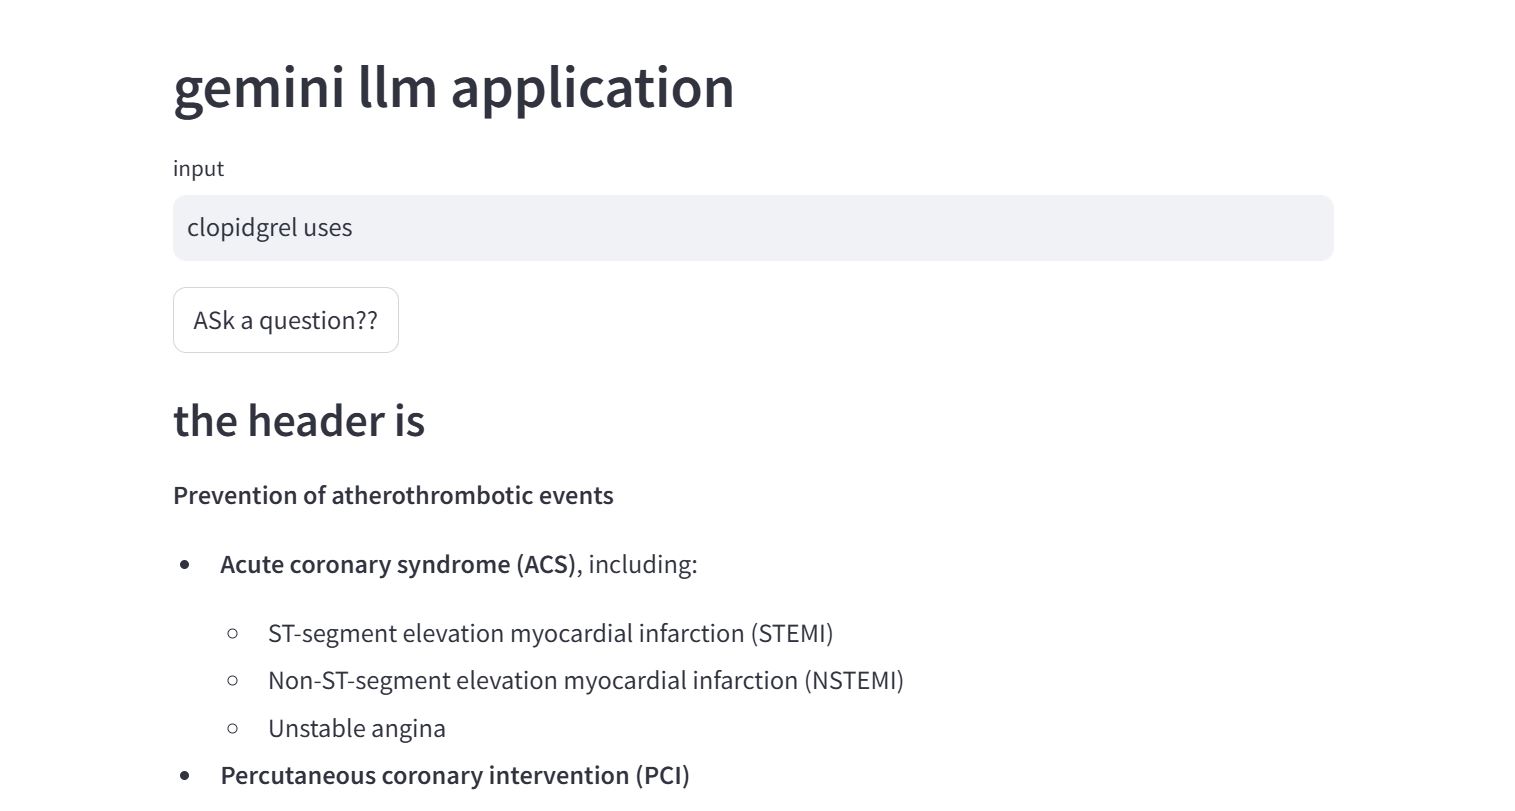 gemini llm application
input
clopidgrel uses
ASk a question??
the header is
Prevention of atherothrombotic events
• Acute coronary syndrome (ACS), including:
○ ST-segment elevation myocardial infarction (STEMI)
○ Non-ST-segment elevation myocardial infarction (NSTEMI)
○ Unstable angina
• Percutaneous coronary intervention (PCI)